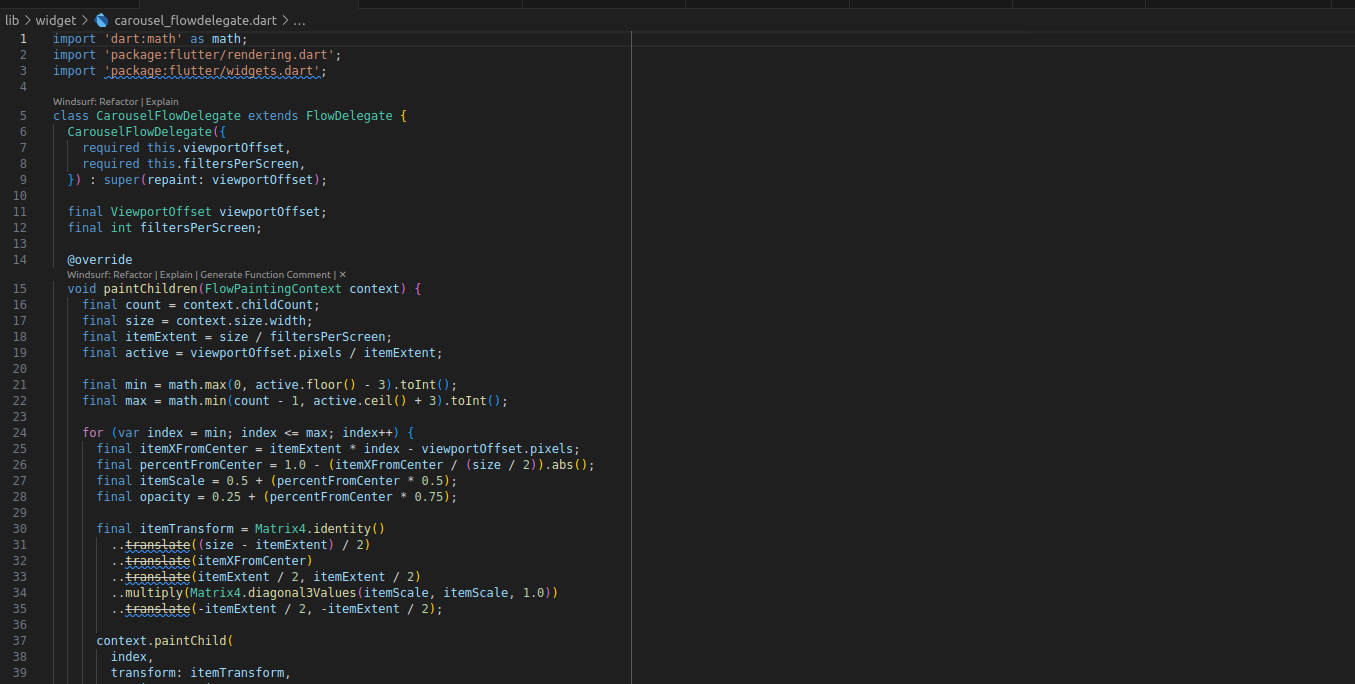 lib > widget > carousel_flowdelegate.dart > ...
1 import 'dart:math' as math;
2 import 'package:flutter/rendering.dart';
3 import 'package:flutter/widgets.dart';
4
Windsurf: Refactor | Explain
5 class CarouselFlowDelegate extends FlowDelegate {
6 CarouselFlowDelegate({
7 required this.viewportOffset,
8 required this.filtersPerScreen,
9 }) : super(repaint: viewportOffset);
10
11 final ViewportOffset viewportOffset;
12 final int filtersPerScreen;
13
14 @override
Windsurf: Refactor | Explain | Generate Function Comment | ✕
15 void paintChildren(FlowPaintingContext context) {
16 final count = context.childCount;
17 final size = context.size.width;
18 final itemExtent = size / filtersPerScreen;
19 final active = viewportOffset.pixels / itemExtent;
20
21 final min = math.max(0, active.floor() - 3).toInt();
22 final max = math.min(count - 1, active.ceil() + 3).toInt();
23
24 for (var index = min; index <= max; index++) {
25 final itemXFromCenter = itemExtent * index - viewportOffset.pixels;
26 final percentFromCenter = 1.0 - (itemXFromCenter / (size / 2)).abs();
27 final itemScale = 0.5 + (percentFromCenter * 0.5);
28 final opacity = 0.25 + (percentFromCenter * 0.75);
29
30 final itemTransform = Matrix4.identity()
31 ..translate((size - itemExtent) / 2)
32 ..translate(itemXFromCenter)
33 ..translate(itemExtent / 2, itemExtent / 2)
34 ..multiply(Matrix4.diagonal3Values(itemScale, itemScale, 1.0))
35 ..translate(-itemExtent / 2, -itemExtent / 2);
36
37 context.paintChild(
38 index,
39 transform: itemTransform,